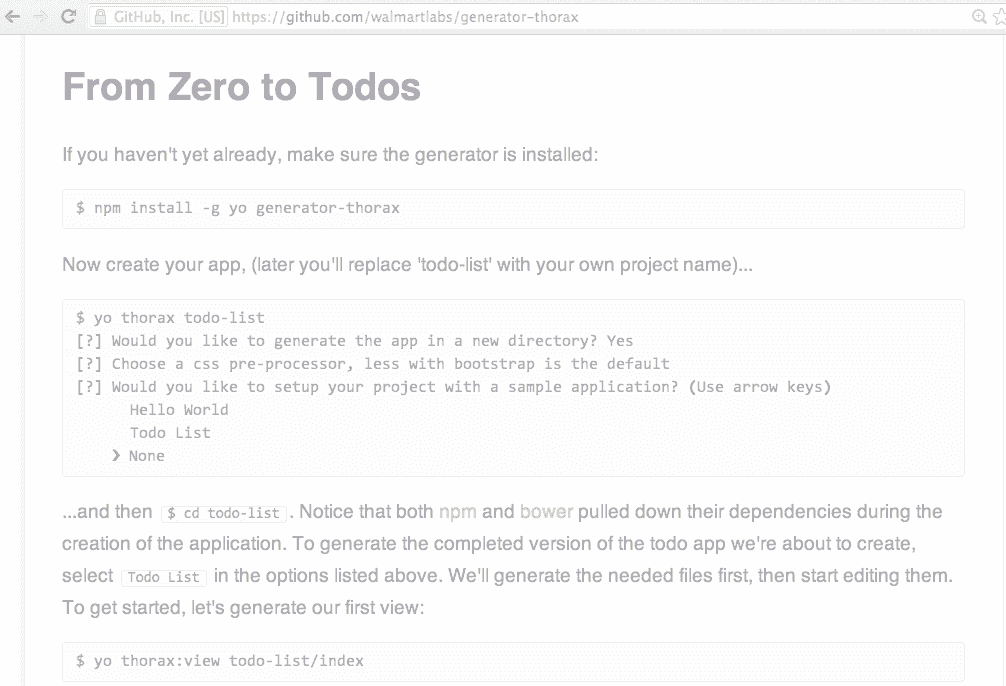 GitHub, Inc. [US] https://github.com/walmartlabs/generator-thorax
From Zero to Todos
If you haven't yet already, make sure the generator is installed:
$ npm install -g yo generator-thorax
Now create your app, (later you'll replace 'todo-list' with your own project name)...
$ yo thorax todo-list
[?] Would you like to generate the app in a new directory? Yes
[?] Choose a css pre-processor, less with bootstrap is the default
[?] Would you like to setup your project with a sample application? (Use arrow keys)
Hello World
Todo List
❯ None
...and then $ cd todo-list . Notice that both npm and bower pulled down their dependencies during the
creation of the application. To generate the completed version of the todo app we're about to create,
select Todo List in the options listed above. We'll generate the needed files first, then start editing them.
To get started, let's generate our first view:
$ yo thorax:view todo-list/index